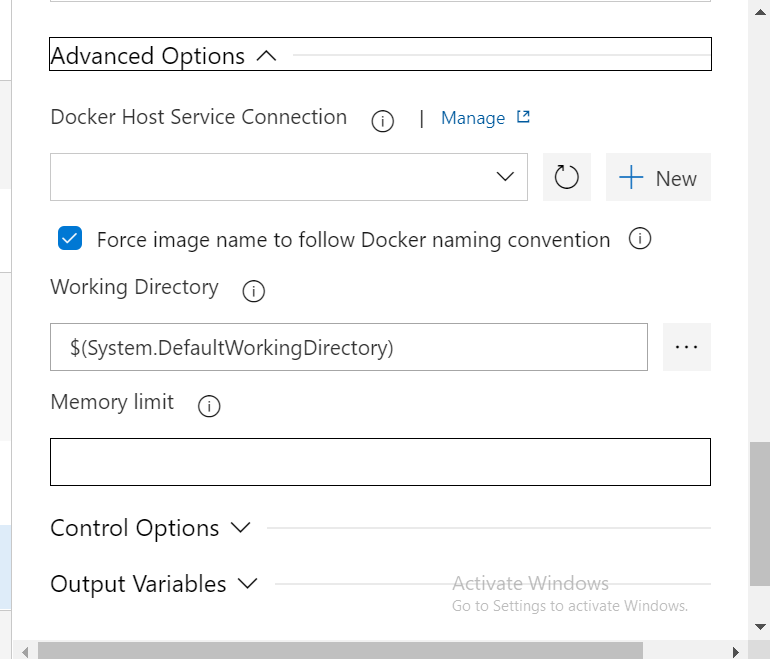 Advanced Options
Docker Host Service Connection | Manage
New
Force image name to follow Docker naming convention
Working Directory
$(System.DefaultWorkingDirectory)
...
Memory limit
Control Options
Output Variables
Activate Windows
Go to Settings to activate Windows.